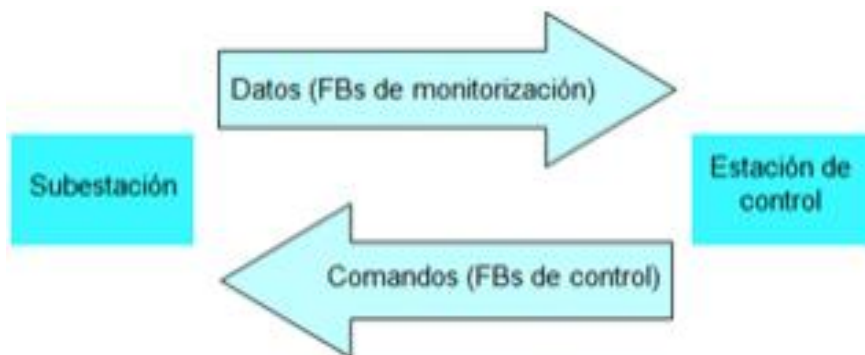 Datos (FBs de monitorización)
Subestación
Estación de
control
Comandos (FBs de control)